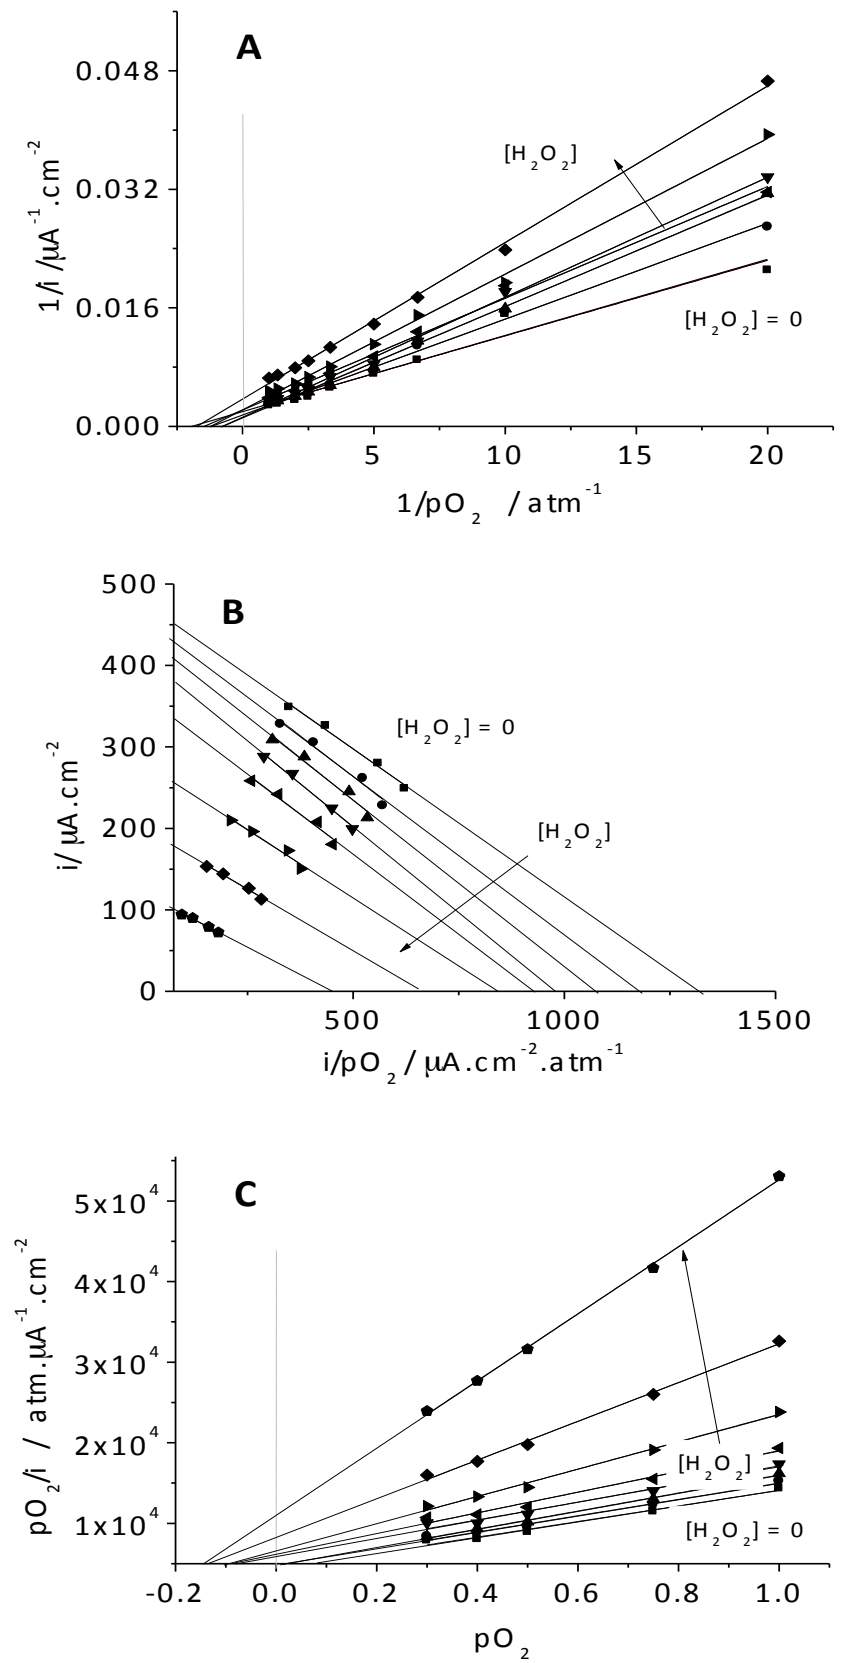 A
0.048
[H₂O₂]
0.032
1/i /μA⁻¹.cm⁻²
0.016
[H₂O₂] = 0
0.000
0 5 10 15 20
1/pO₂ / atm⁻¹
500
B
400
[H₂O₂] = 0
300
i/ μA.cm⁻²
[H₂O₂]
200
100
0
500 1000 1500
i/pO₂ / μA.cm⁻².atm⁻¹
C
5x10⁴
4x10⁴
pO₂/i / atm.μA⁻¹.cm⁻²
3x10⁴
2x10⁴
[H₂O₂]
1x10⁴
[H₂O₂] = 0
-0.2 0.0 0.2 0.4 0.6 0.8 1.0
pO₂